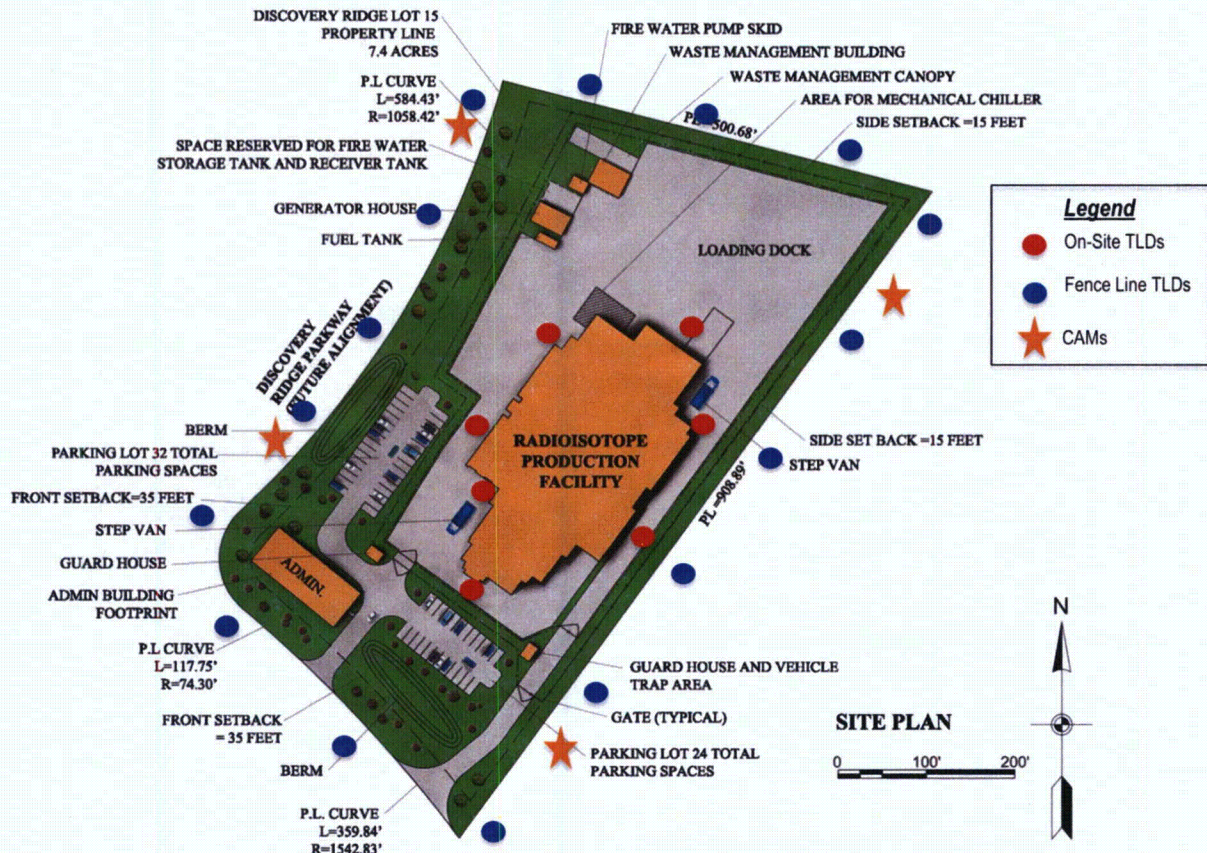 DISCOVERY RIDGE LOT 15
PROPERTY LINE
7.4 ACRES
P.L CURVE
L=584.43'
R=1058.42'
SPACE RESERVED FOR FIRE WATER
STORAGE TANK AND RECEIVER TANK
GENERATOR HOUSE
FUEL TANK
DISCOVERY
RIDGE PARKWAY
(FUTURE ALIGNMENT)
BERM
PARKING LOT 32 TOTAL
PARKING SPACES
FRONT SETBACK=35 FEET
STEP VAN
GUARD HOUSE
ADMIN BUILDING
FOOTPRINT
P.L CURVE
L=117.75'
R=74.30'
FRONT SETBACK
= 35 FEET
BERM
P.L. CURVE
L=359.84'
R=1542.83'
FIRE WATER PUMP SKID
WASTE MANAGEMENT BUILDING
WASTE MANAGEMENT CANOPY
AREA FOR MECHANICAL CHILLER
SIDE SETBACK =15 FEET
500.68'
LOADING DOCK
RADIOISOTOPE
PRODUCTION
FACILITY
ADMIN.
SIDE SET BACK =15 FEET
STEP VAN
PL =908.89'
GUARD HOUSE AND VEHICLE
TRAP AREA
GATE (TYPICAL)
PARKING LOT 24 TOTAL
PARKING SPACES
Legend
On-Site TLDs
Fence Line TLDs
CAMs
N
SITE PLAN
0 100' 200'